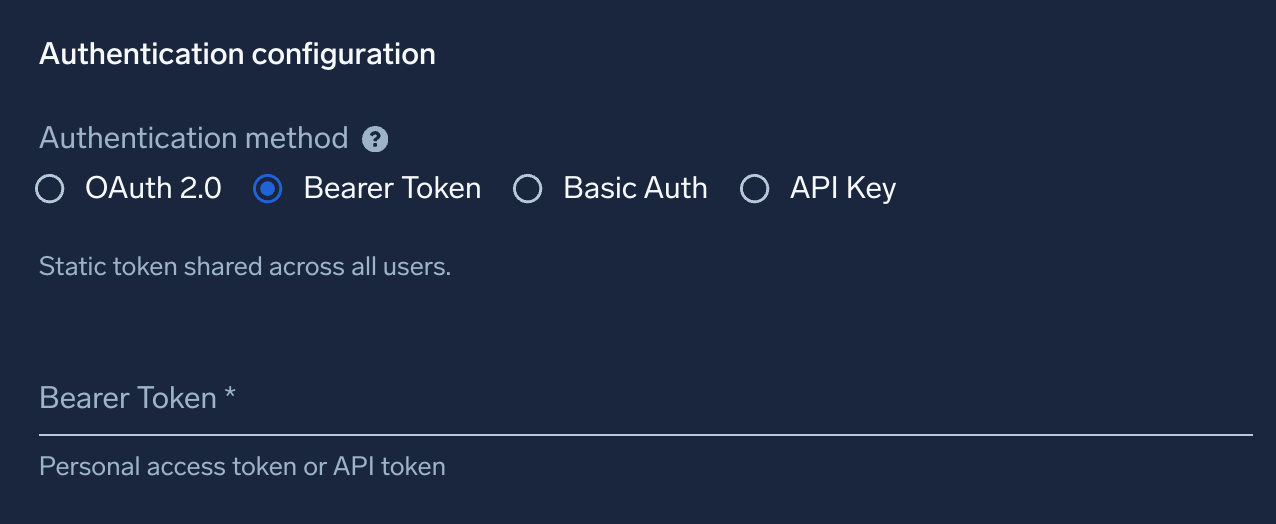 Authentication configuration
Authentication method ?
OAuth 2.0 Bearer Token Basic Auth API Key
Static token shared across all users.
Bearer Token *
Personal access token or API token